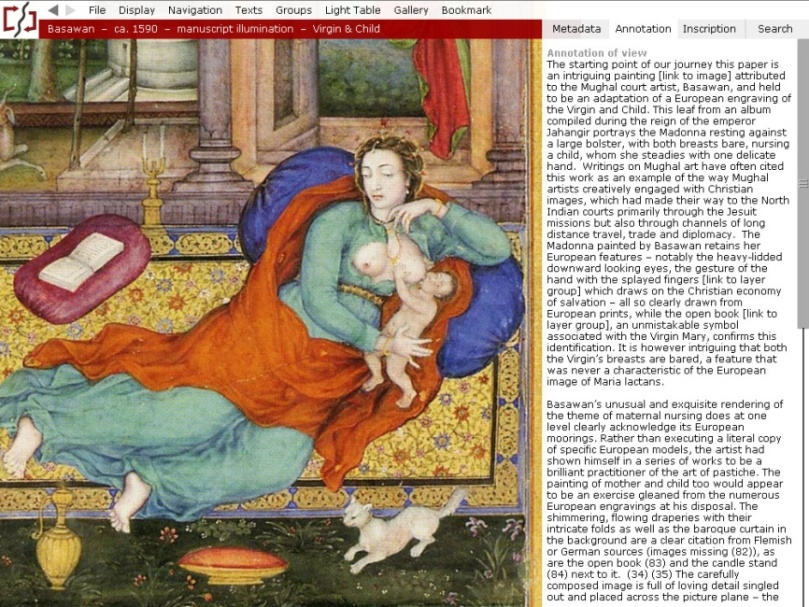 File Display Navigation Texts Groups Light Table Gallery Bookmark
Basawan – ca. 1590 – manuscript illumination – Virgin & Child
Metadata Annotation Inscription Search
Annotation of view
The starting point of our journey this paper is
an intriguing painting [link to image] attributed
to the Mughal court artist, Basawan, and held
to be an adaptation of a European engraving of
the Virgin and Child. This leaf from an album
compiled during the reign of the emperor
Jahangir portrays the Madonna resting against
a large bolster, with both breasts bare, nursing
a child, whom she steadies with one delicate
hand.  Writings on Mughal art have often cited
this work as an example of the way Mughal
artists creatively engaged with Christian
images, which had made their way to the North
Indian courts primarily through the Jesuit
missions but also through channels of long
distance travel, trade and diplomacy.  The
Madonna painted by Basawan retains her
European features – notably the heavy-lidded
downward looking eyes, the gesture of the
hand with the splayed fingers [link to layer
group] which draws on the Christian economy
of salvation – all so clearly drawn from
European prints, while the open book [link to
layer group], an unmistakable symbol
associated with the Virgin Mary, confirms this
identification. It is however intriguing that both
the Virgin's breasts are bared, a feature that
was never a characteristic of the European
image of Maria lactans.
Basawan's unusual and exquisite rendering of
the theme of maternal nursing does at one
level clearly acknowledge its European
moorings. Rather than executing a literal copy
of specific European models, the artist had
shown himself in a series of works to be a
brilliant practitioner of the art of pastiche. The
painting of mother and child too would appear
to be an exercise gleaned from the numerous
European engravings at his disposal. The
shimmering, flowing draperies with their
intricate folds as well as the baroque curtain in
the background are a clear citation from Flemish
or German sources (images missing (82)), as
are the open book (83) and the candle stand
(84) next to it.  (34) (35) The carefully
composed image is full of loving detail singled
out and placed across the picture plane – the